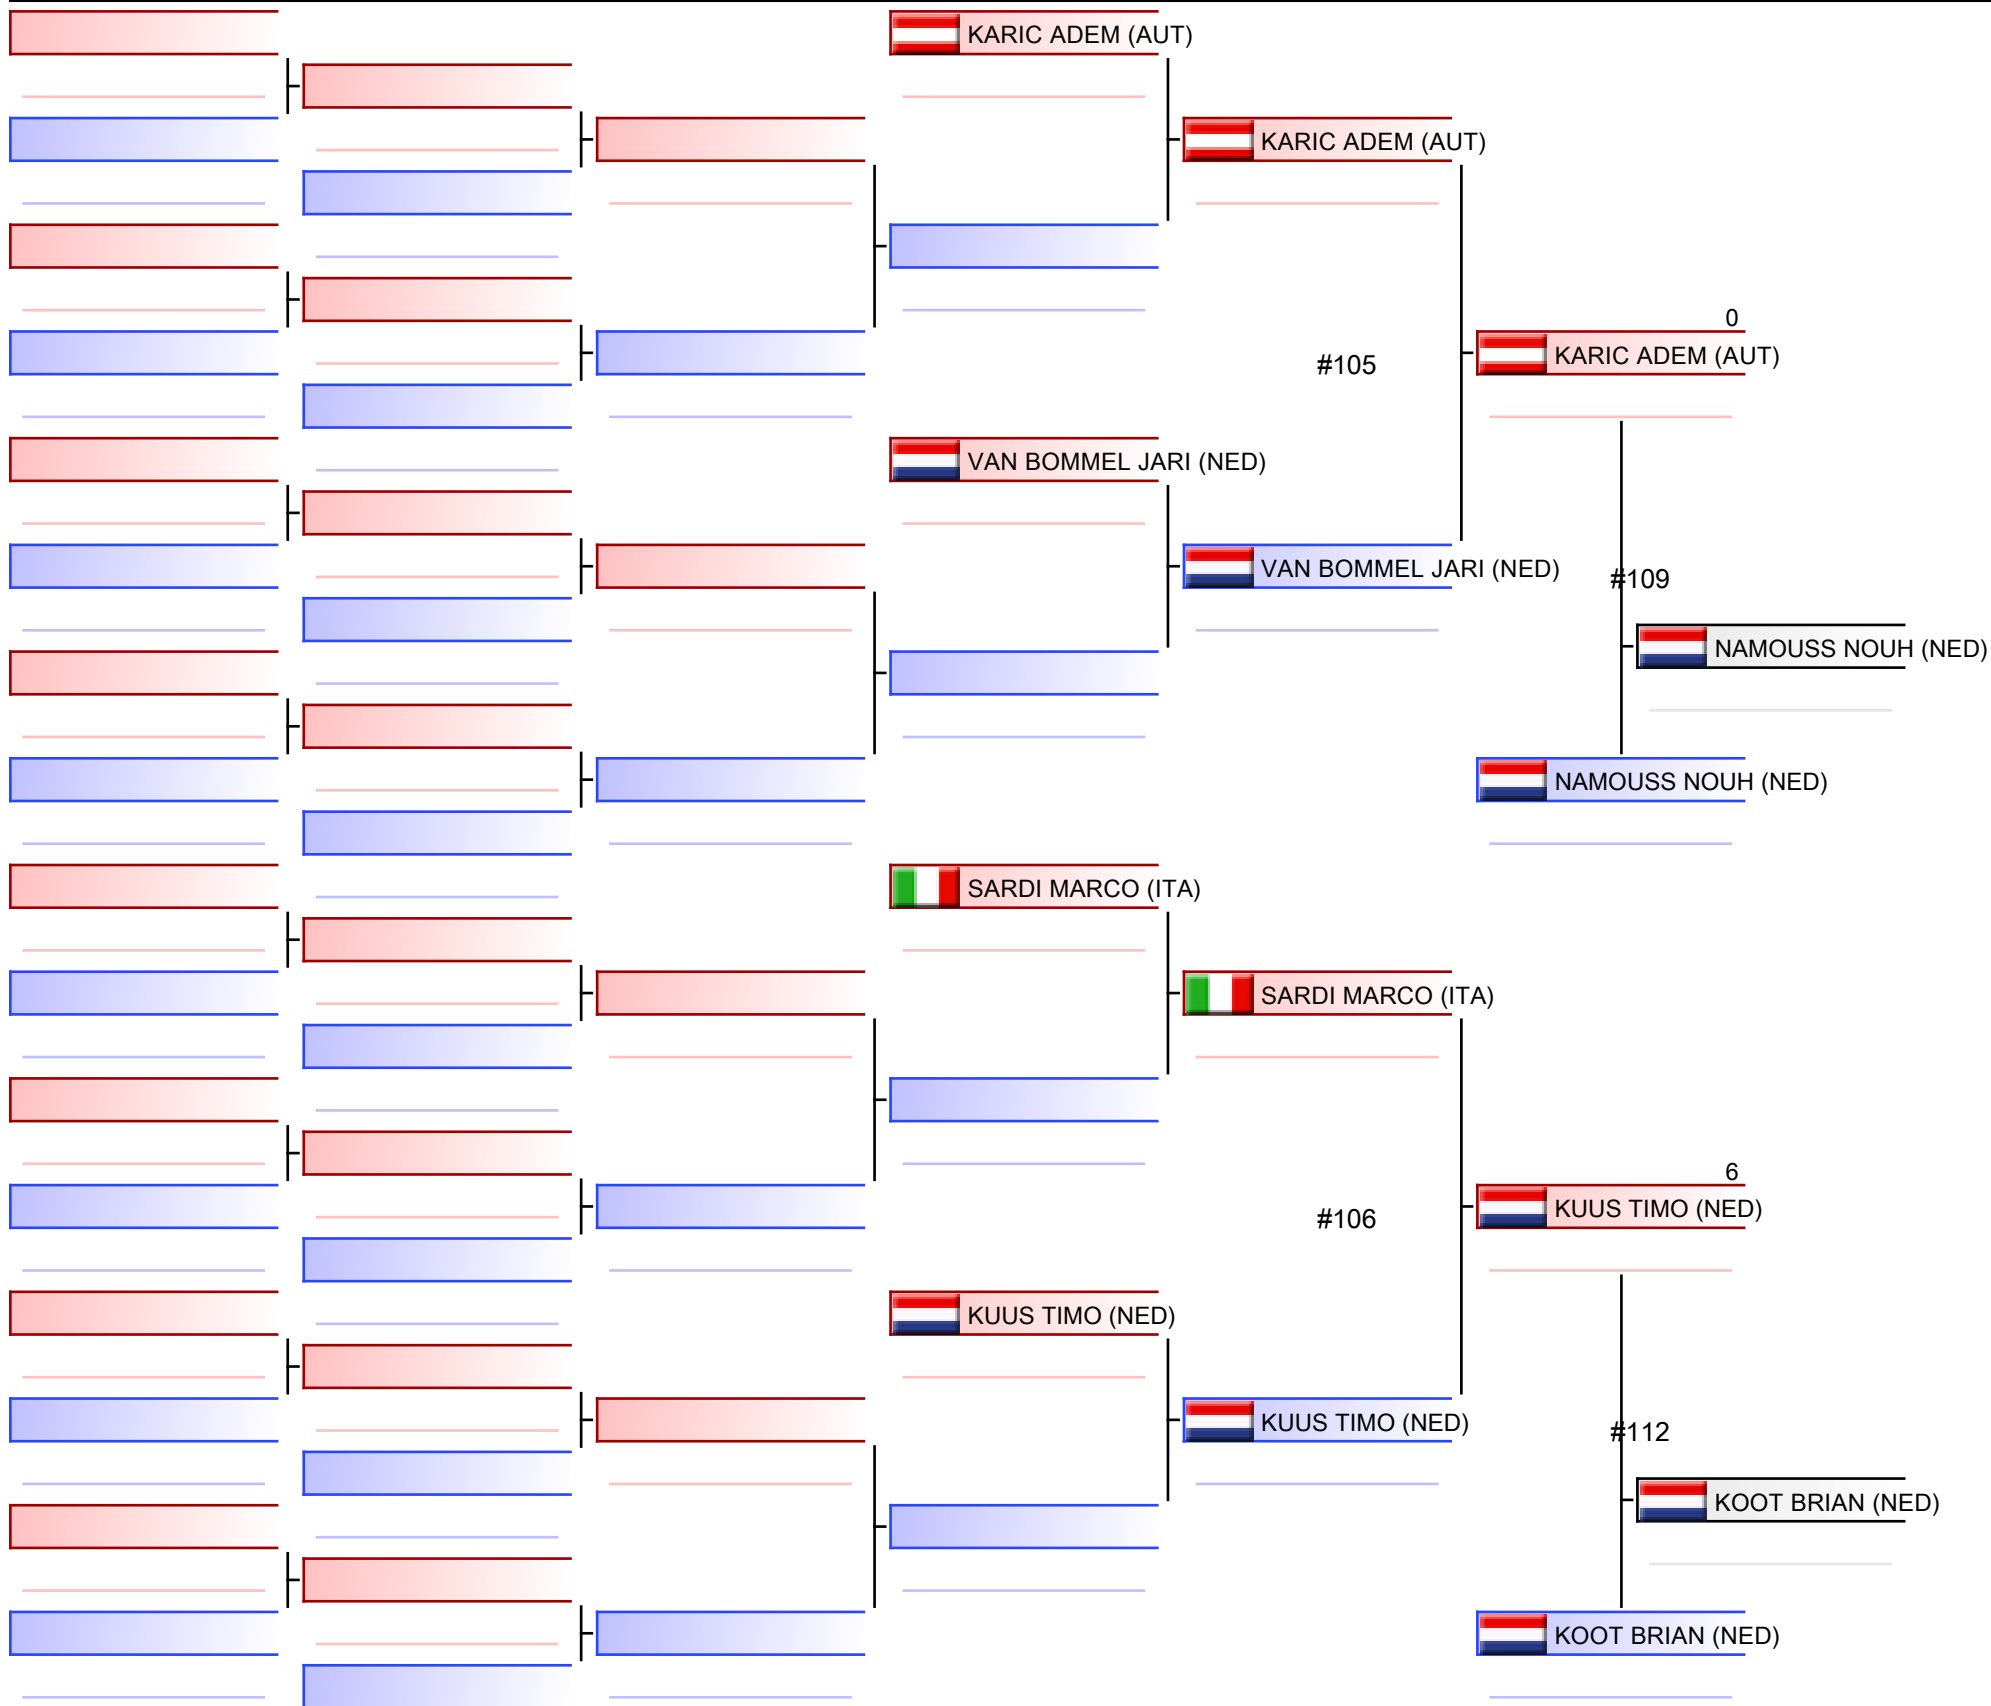 KARIC ADEM (AUT)
KARIC ADEM (AUT)
0
#105
KARIC ADEM (AUT)
VAN BOMMEL JARI (NED)
VAN BOMMEL JARI (NED)
#109
NAMOUSS NOUH (NED)
NAMOUSS NOUH (NED)
SARDI MARCO (ITA)
SARDI MARCO (ITA)
6
#106
KUUS TIMO (NED)
KUUS TIMO (NED)
KUUS TIMO (NED)
#112
KOOT BRIAN (NED)
KOOT BRIAN (NED)